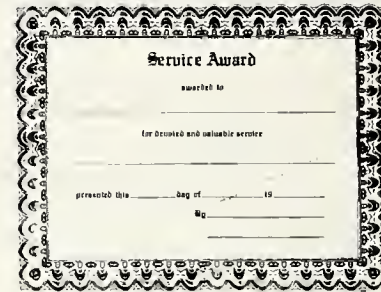 Service Award
awarded to
for devoted and valuable service
presented this day of 19
By